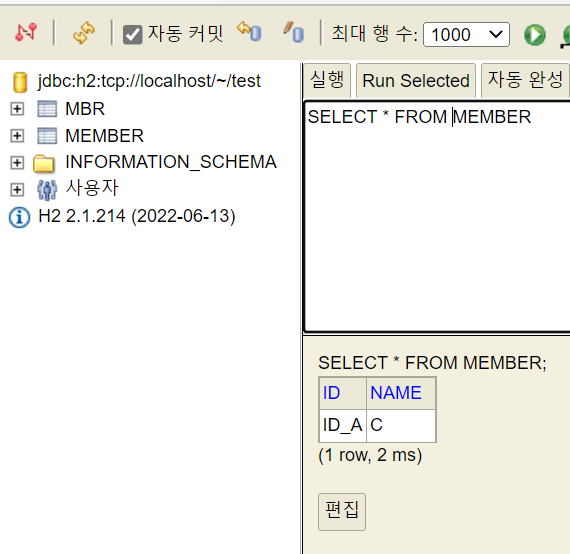 자동 커밋 최대 행 수: 1000
jdbc:h2:tcp://localhost/~/test
MBR
MEMBER
INFORMATION_SCHEMA
사용자
H2 2.1.214 (2022-06-13)
실행 Run Selected 자동 완성
SELECT * FROM MEMBER
SELECT * FROM MEMBER;
ID NAME
ID_A C
(1 row, 2 ms)
편집